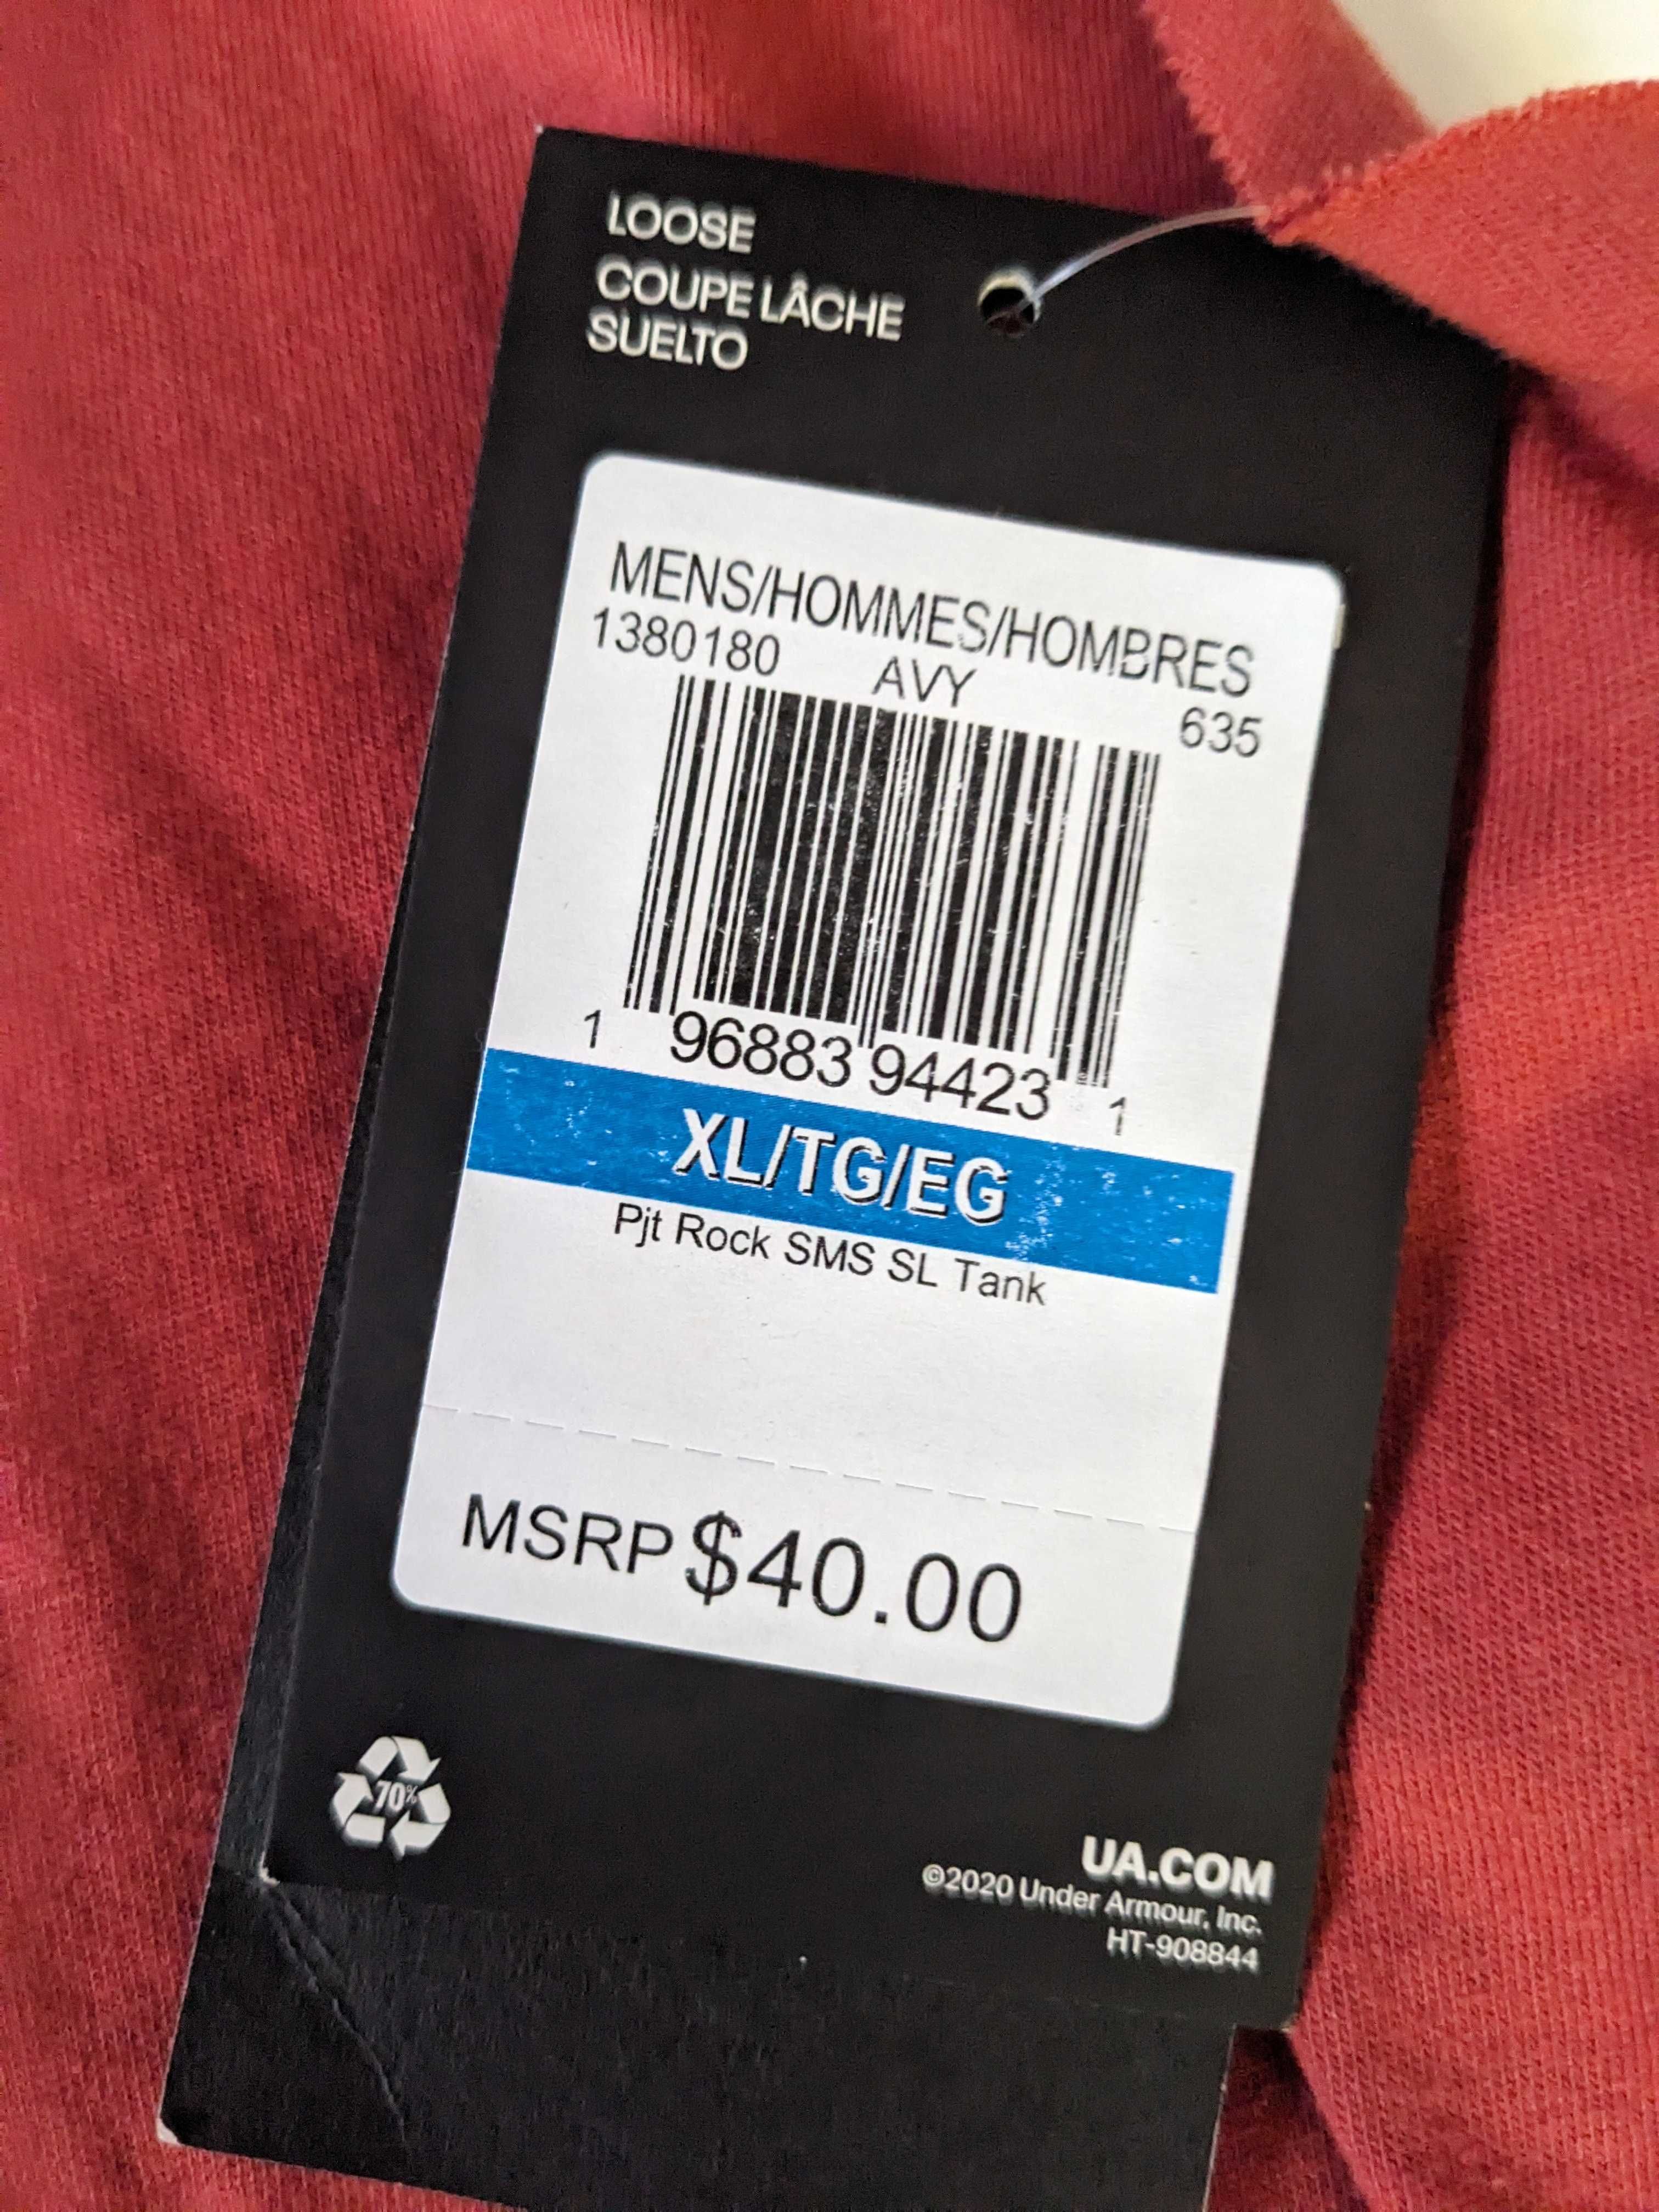 LOOSE
COUPE LÂCHE
SUELTO
MENS/HOMMES/HOMBRES
1380180 AVY 635
1 96883 94423 1
XL/TG/EG
Pjt Rock SMS SL Tank
MSRP $40.00
70%
UA.COM
©2020 Under Armour, Inc.
HT-908844